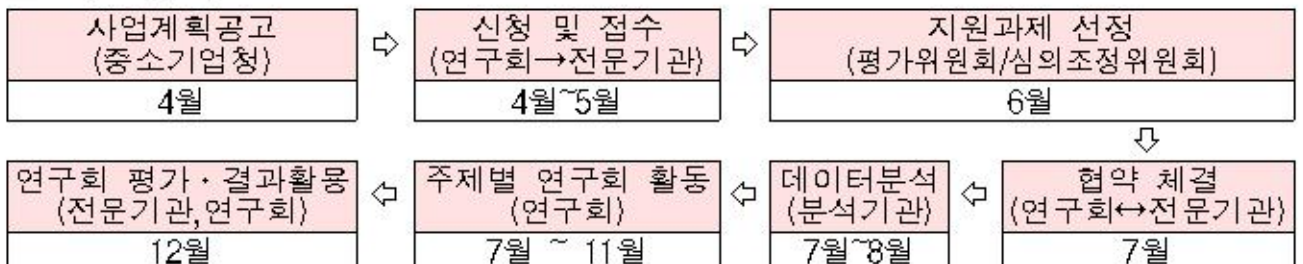 사업계획공고
(중소기업청)
4월
⇨
신청 및 접수
(연구회→전문기관)
4월~5월
⇨
지원과제 선정
(평가위원회/심의조정위원회)
6월
⇩
협약 체결
(연구회↔전문기관)
7월
⇦
데이터분석
(분석기관)
7월~8월
⇦
주제별 연구회 활동
(연구회)
7월 ~ 11월
⇦
연구회 평가·결과활용
(전문기관,연구회)
12월